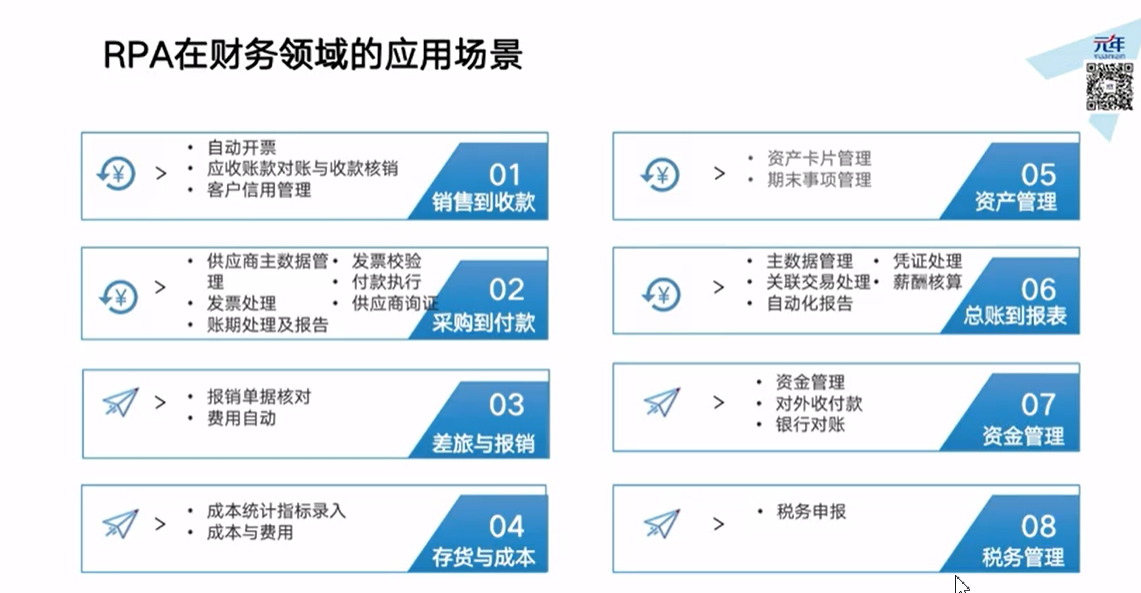 RPA在财务领域的应用场景
元年
yuanian
• 自动开票
• 应收账款对账与收款核销
• 客户信用管理
01
销售到收款
• 供应商主数据管
理
• 发票处理
• 账期处理及报告
• 发票校验
• 付款执行
• 供应商询证
02
采购到付款
• 报销单据核对
• 费用自动
03
差旅与报销
• 成本统计指标录入
• 成本与费用
04
存货与成本
• 资产卡片管理
• 期末事项管理
05
资产管理
• 主数据管理
• 关联交易处理
• 自动化报告
• 凭证处理
• 薪酬核算
06
总账到报表
• 资金管理
• 对外收付款
• 银行对账
07
资金管理
• 税务申报
08
税务管理